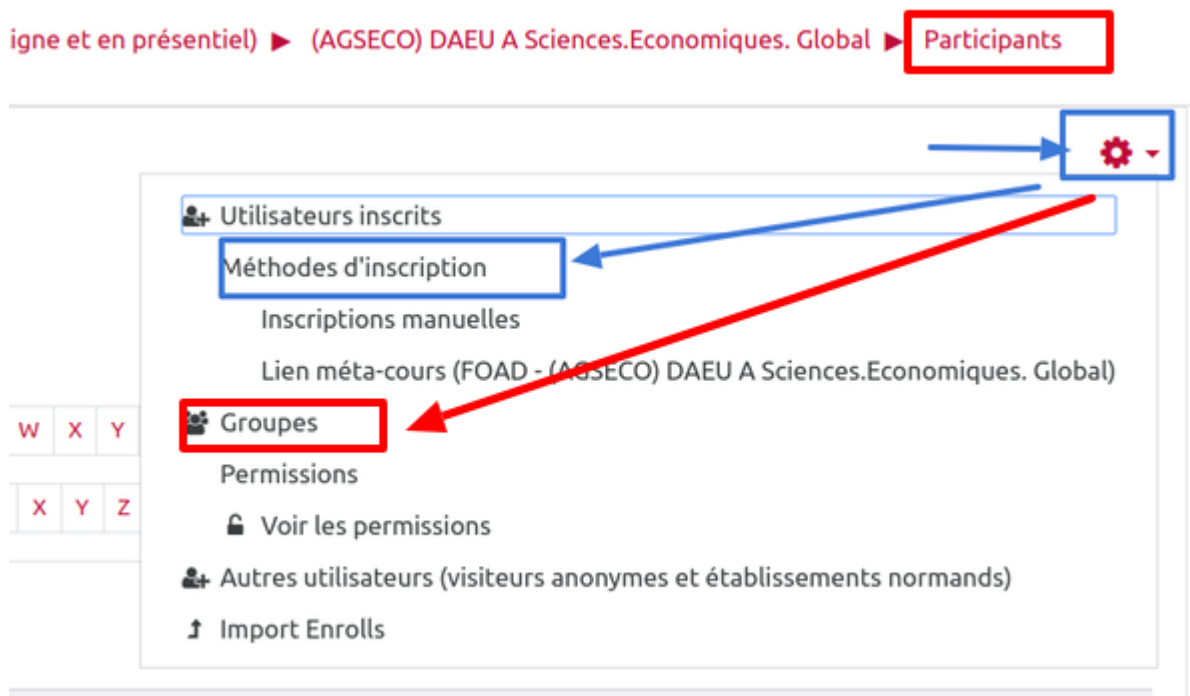 igne et en présentiel) ► (AGSECO) DAEU A Sciences.Economiques. Global ► Participants
Utilisateurs inscrits
Méthodes d'inscription
Inscriptions manuelles
Lien méta-cours (FOAD - (AGSECO) DAEU A Sciences.Economiques. Global)
W X Y
Groupes
Permissions
X Y Z
Voir les permissions
Autres utilisateurs (visiteurs anonymes et établissements normands)
Import Enrolls